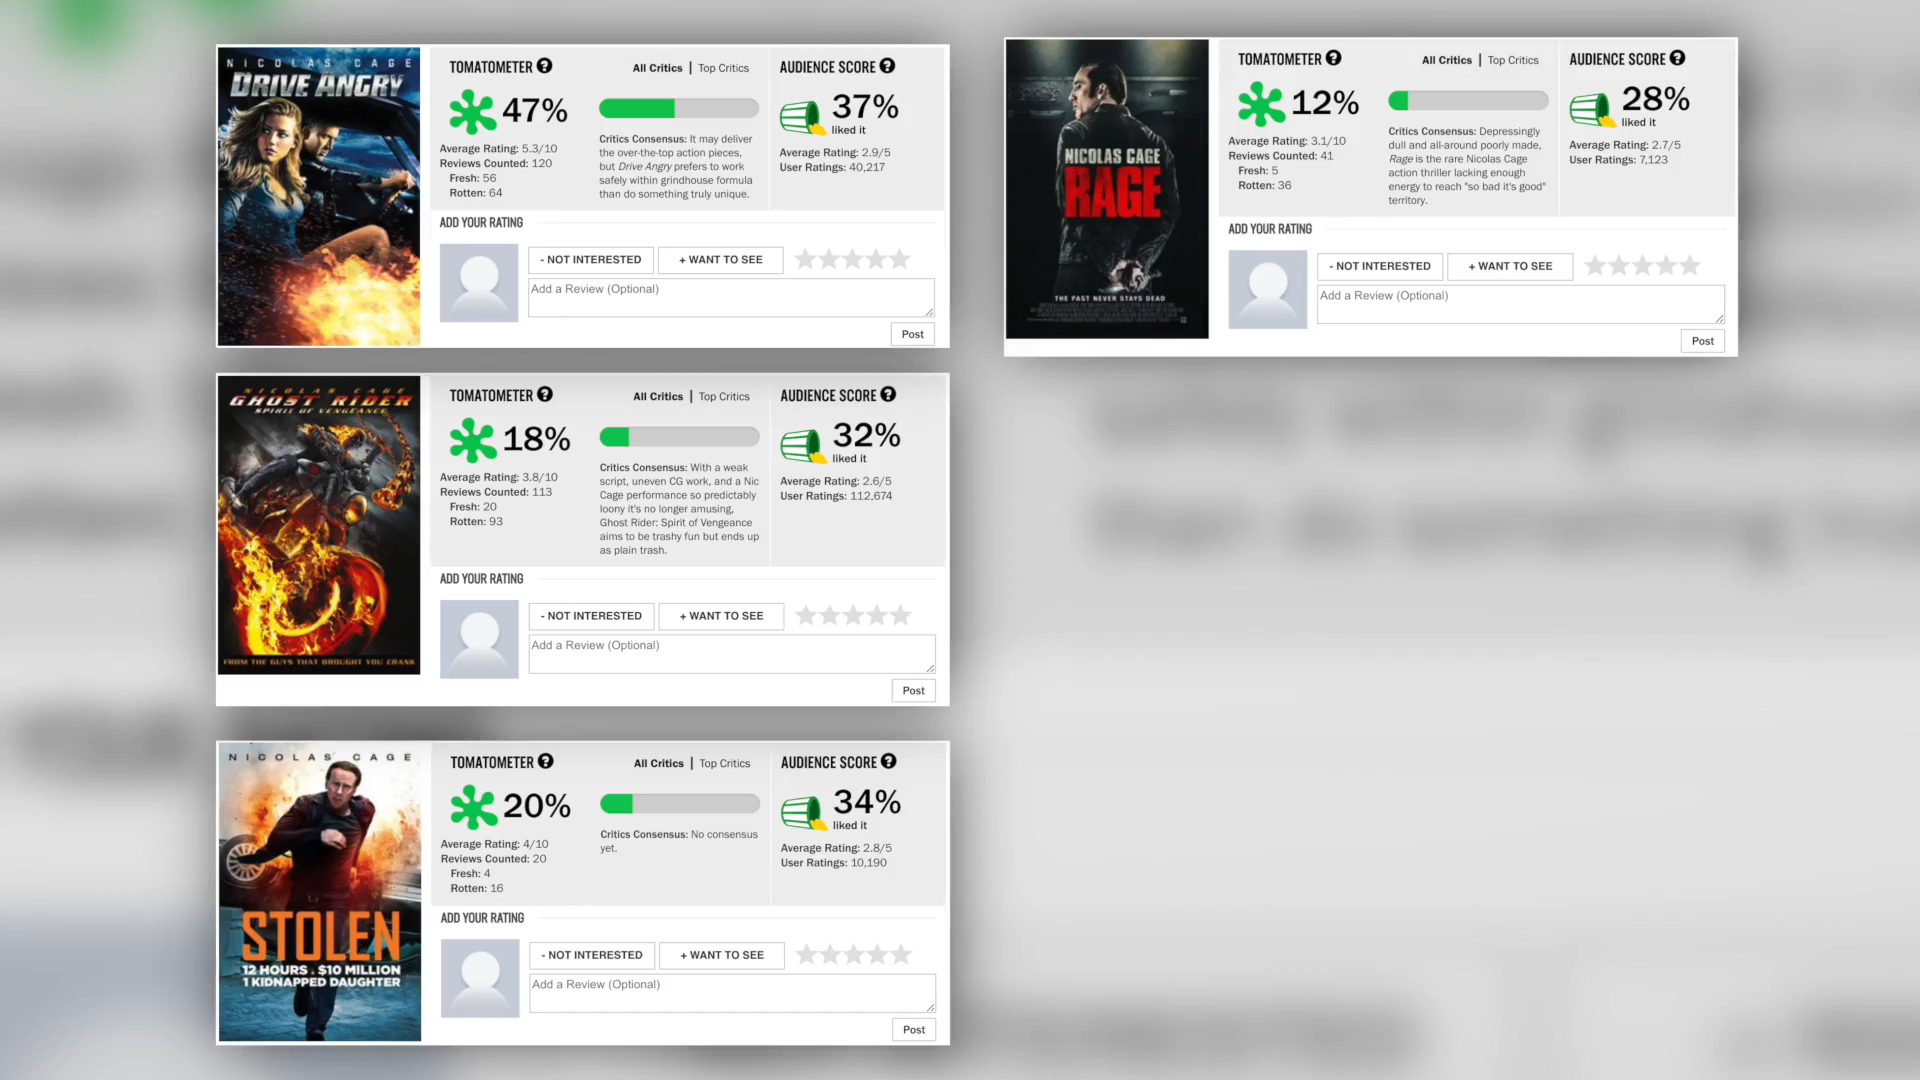 NICOLAS CAGE
DRIVE ANGRY
TOMATOMETER ?
All Critics | Top Critics
47%
Average Rating: 5.3/10
Reviews Counted: 120
Fresh: 56
Rotten: 64
Critics Consensus: It may deliver
the over-the-top action pieces,
but Drive Angry prefers to work
safely within grindhouse formula
than do something truly unique.
AUDIENCE SCORE ?
37%
liked it
Average Rating: 2.9/5
User Ratings: 40,217
ADD YOUR RATING
- NOT INTERESTED
+ WANT TO SEE
Add a Review (Optional)
Post
NICOLAS CAGE
GHOST RIDER
SPIRIT OF VENGEANCE
FROM THE GUYS THAT BROUGHT YOU CRANK
TOMATOMETER ?
All Critics | Top Critics
18%
Average Rating: 3.8/10
Reviews Counted: 113
Fresh: 20
Rotten: 93
Critics Consensus: With a weak
script, uneven CG work, and a Nic
Cage performance so predictably
loony it's no longer amusing,
Ghost Rider: Spirit of Vengeance
aims to be trashy fun but ends up
as plain trash.
AUDIENCE SCORE ?
32%
liked it
Average Rating: 2.6/5
User Ratings: 112,674
ADD YOUR RATING
- NOT INTERESTED
+ WANT TO SEE
Add a Review (Optional)
Post
NICOLAS CAGE
STOLEN
12 HOURS . $10 MILLION
1 KIDNAPPED DAUGHTER
TOMATOMETER ?
All Critics | Top Critics
20%
Average Rating: 4/10
Reviews Counted: 20
Fresh: 4
Rotten: 16
Critics Consensus: No consensus
yet.
AUDIENCE SCORE ?
34%
liked it
Average Rating: 2.8/5
User Ratings: 10,190
ADD YOUR RATING
- NOT INTERESTED
+ WANT TO SEE
Add a Review (Optional)
Post
NICOLAS CAGE
RAGE
THE PAST NEVER STAYS DEAD
TOMATOMETER ?
All Critics | Top Critics
12%
Average Rating: 3.1/10
Reviews Counted: 41
Fresh: 5
Rotten: 36
Critics Consensus: Depressingly
dull and all-around poorly made,
Rage is the rare Nicolas Cage
action thriller lacking enough
energy to reach "so bad it's good"
territory.
AUDIENCE SCORE ?
28%
liked it
Average Rating: 2.7/5
User Ratings: 7,123
ADD YOUR RATING
- NOT INTERESTED
+ WANT TO SEE
Add a Review (Optional)
Post